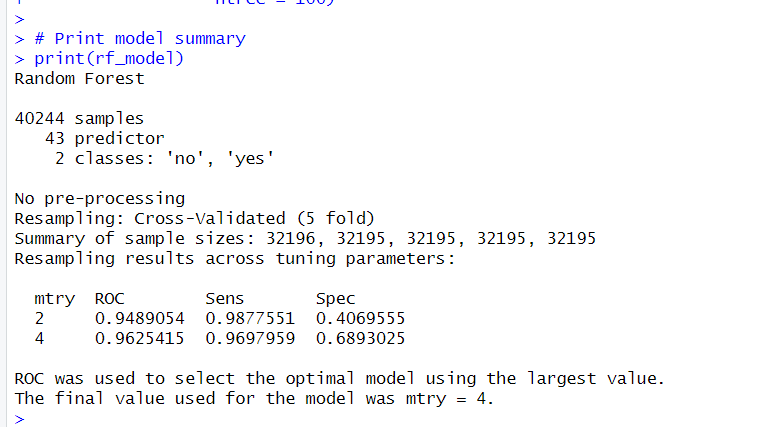 ntree = 100)
>
> # Print model summary
> print(rf_model)
Random Forest
40244 samples
43 predictor
2 classes: 'no', 'yes'
No pre-processing
Resampling: Cross-Validated (5 fold)
Summary of sample sizes: 32196, 32195, 32195, 32195, 32195
Resampling results across tuning parameters:
mtry ROC Sens Spec
2 0.9489054 0.9877551 0.4069555
4 0.9625415 0.9697959 0.6893025
ROC was used to select the optimal model using the largest value.
The final value used for the model was mtry = 4.
>